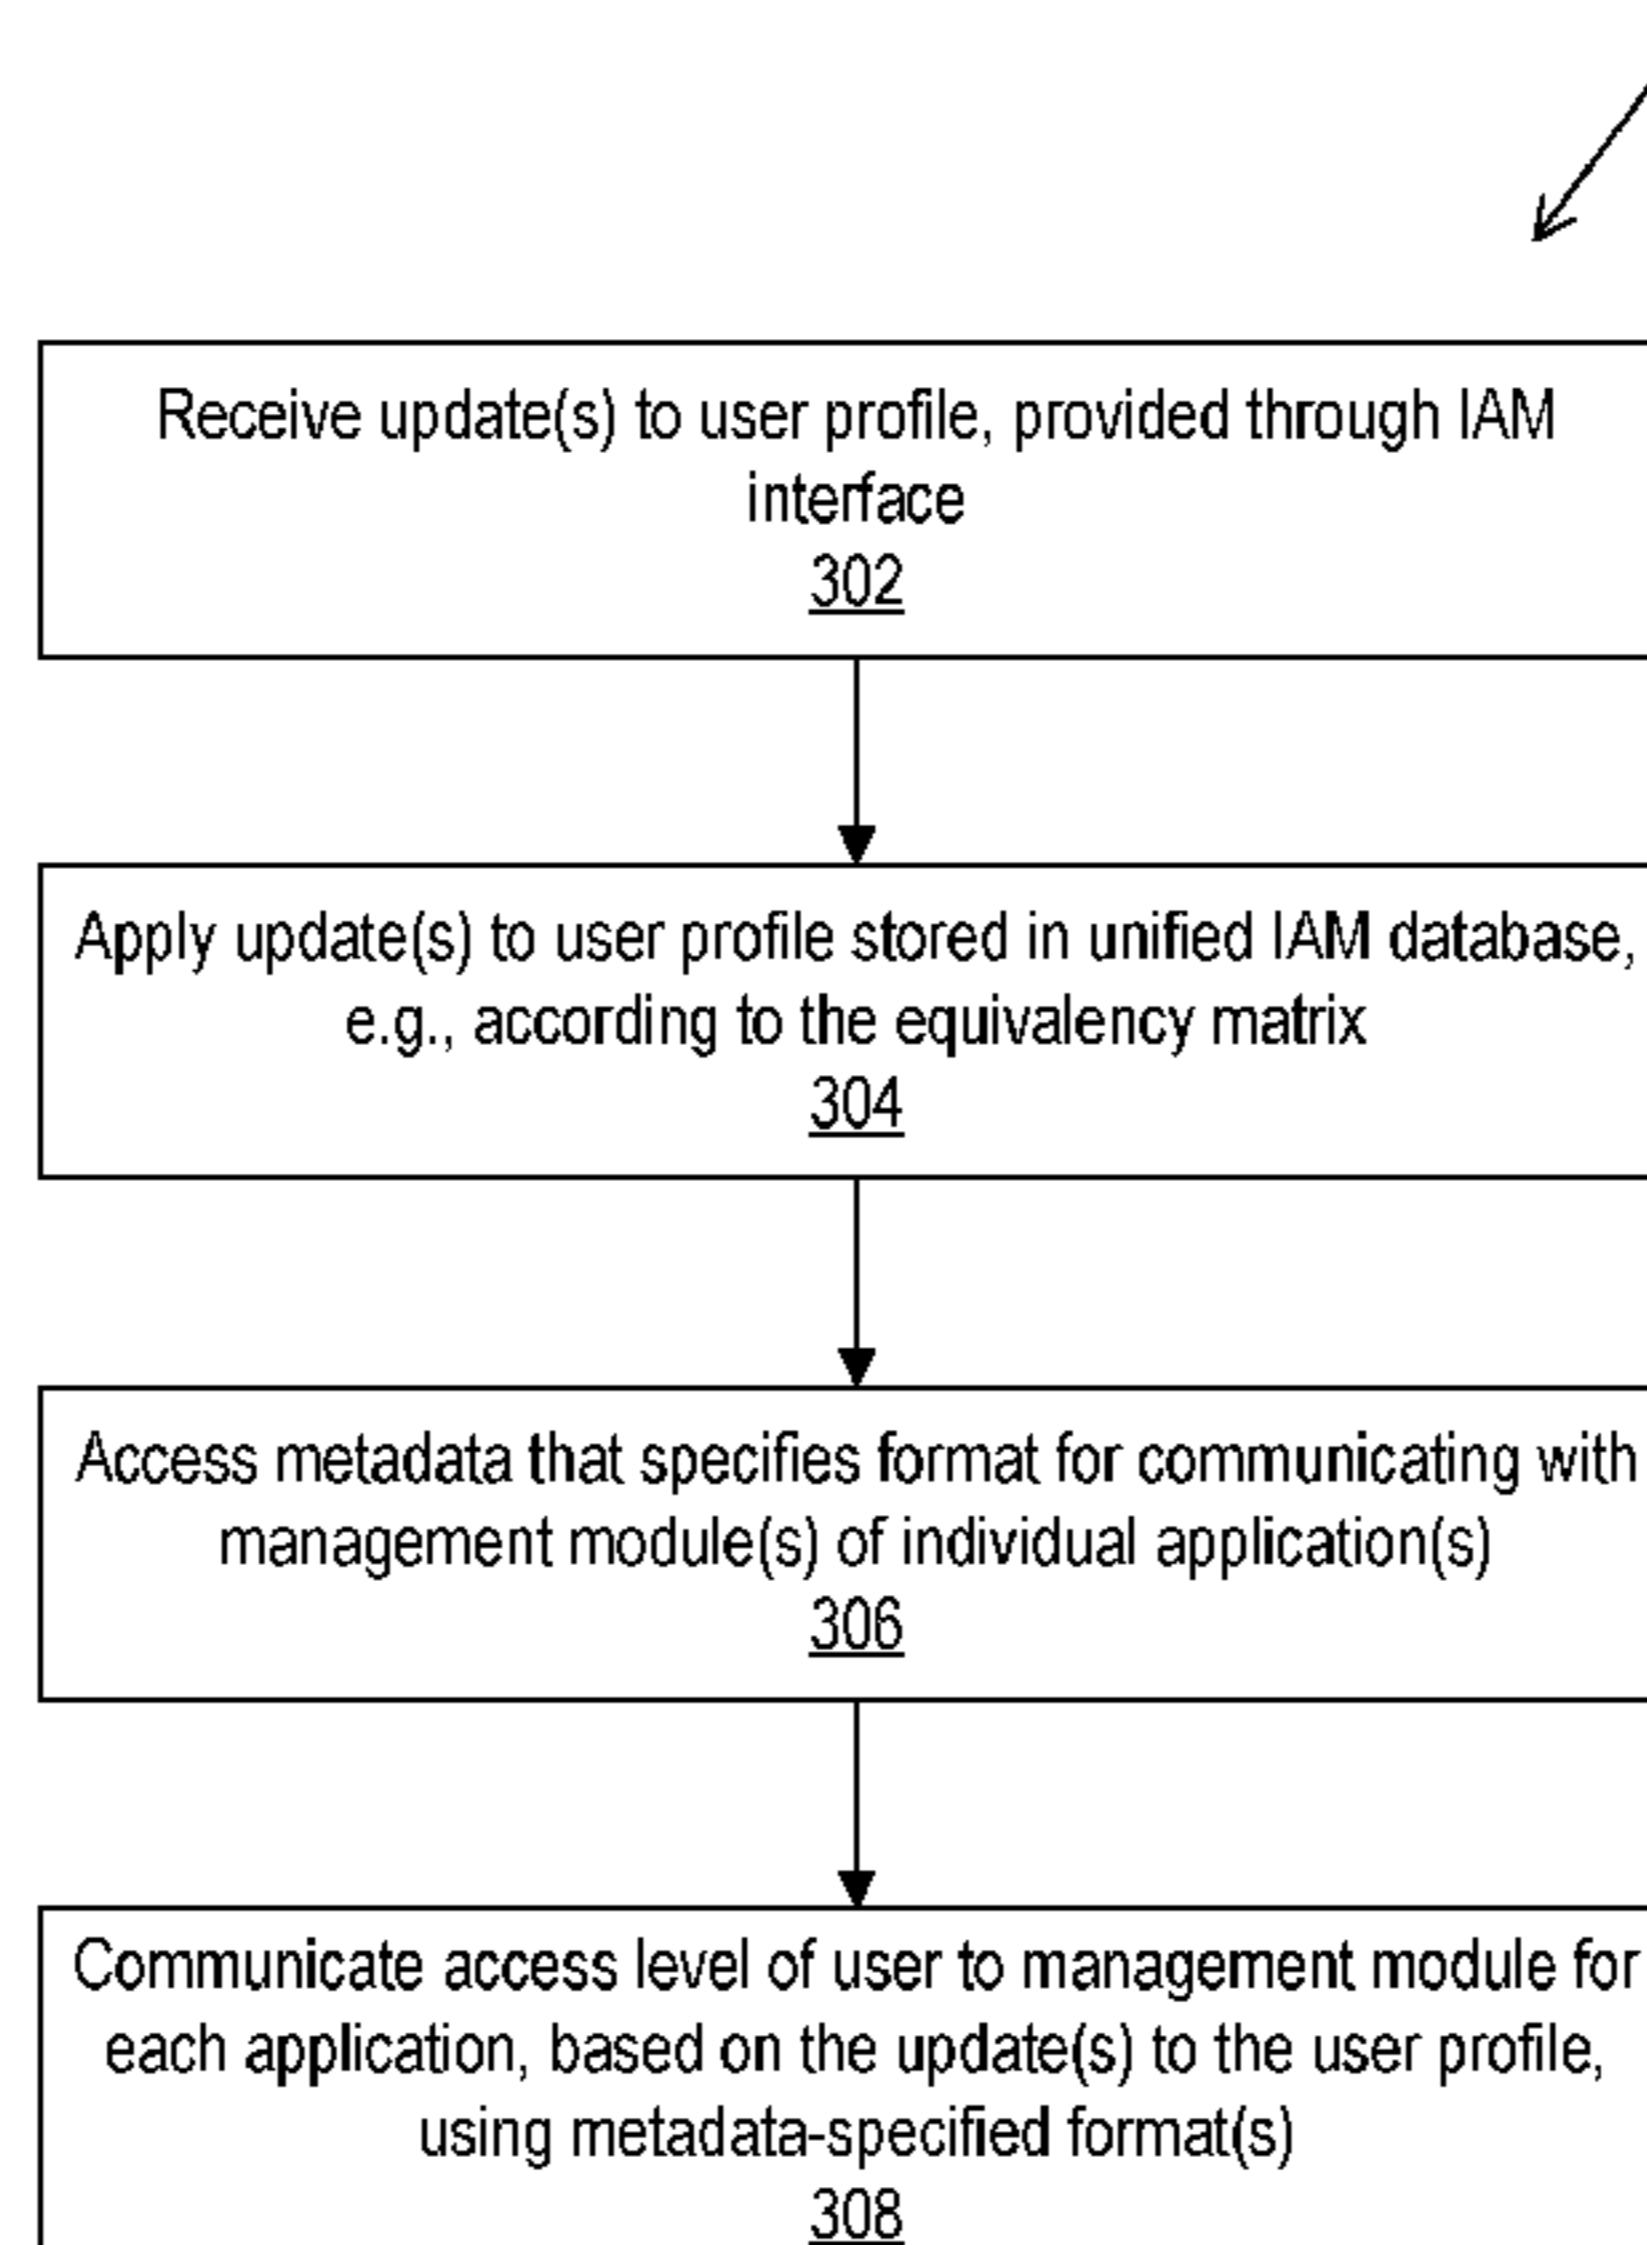 Receive update(s) to user profile, provided through IAM
interface
302
Apply update(s) to user profile stored in unified IAM database,
e.g., according to the equivalency matrix
304
Access metadata that specifies format for communicating with
management module(s) of individual application(s)
306
Communicate access level of user to management module for
each application, based on the update(s) to the user profile,
using metadata-specified format(s)
308